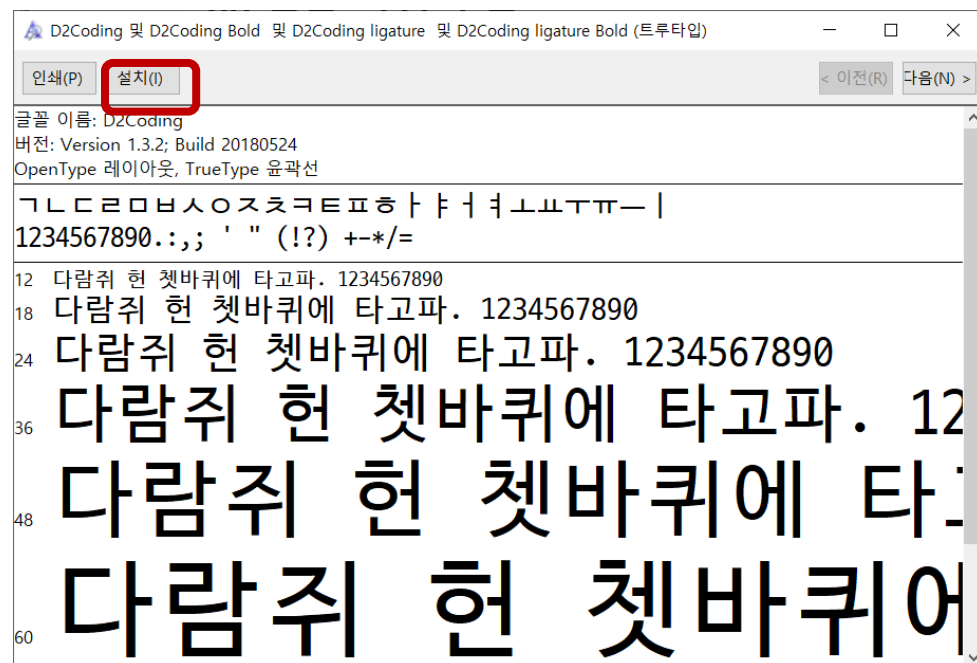 D2Coding 및 D2Coding Bold 및 D2Coding ligature 및 D2Coding ligature Bold (트루타입)
인쇄(P) 설치(I) < 이전(R) 다음(N) >
글꼴 이름: D2Coding
버전: Version 1.3.2; Build 20180524
OpenType 레이아웃, TrueType 윤곽선
ㄱㄴㄷㄹㅁㅂㅅㅇㅈㅊㅋㅌㅍㅎㅏㅑㅓㅕㅗㅛㅜㅠㅡㅣ
1234567890.:,; ' " (!?) +-*/=
12 다람쥐 헌 쳇바퀴에 타고파. 1234567890
18 다람쥐 헌 쳇바퀴에 타고파. 1234567890
24 다람쥐 헌 쳇바퀴에 타고파. 1234567890
36 다람쥐 헌 쳇바퀴에 타고파. 12
48 다람쥐 헌 쳇바퀴에 타
60 다람쥐 헌 쳇바퀴에